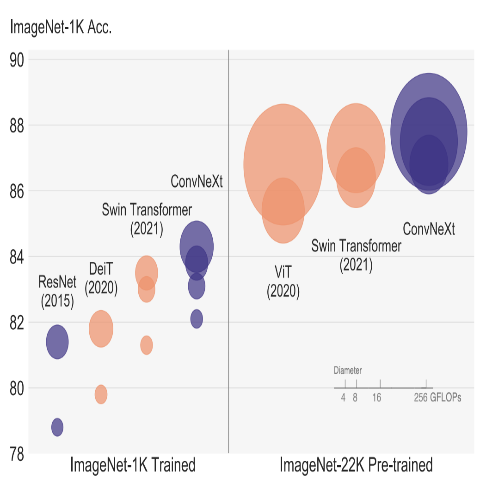 ImageNet-1K Acc.
90
88
86
84
82
80
78
ResNet
(2015)
DeiT
(2020)
Swin Transformer
(2021)
ConvNeXt
ViT
(2020)
Swin Transformer
(2021)
ConvNeXt
Diameter
4 8 16 256 GFLOPs
ImageNet-1K Trained
ImageNet-22K Pre-trained